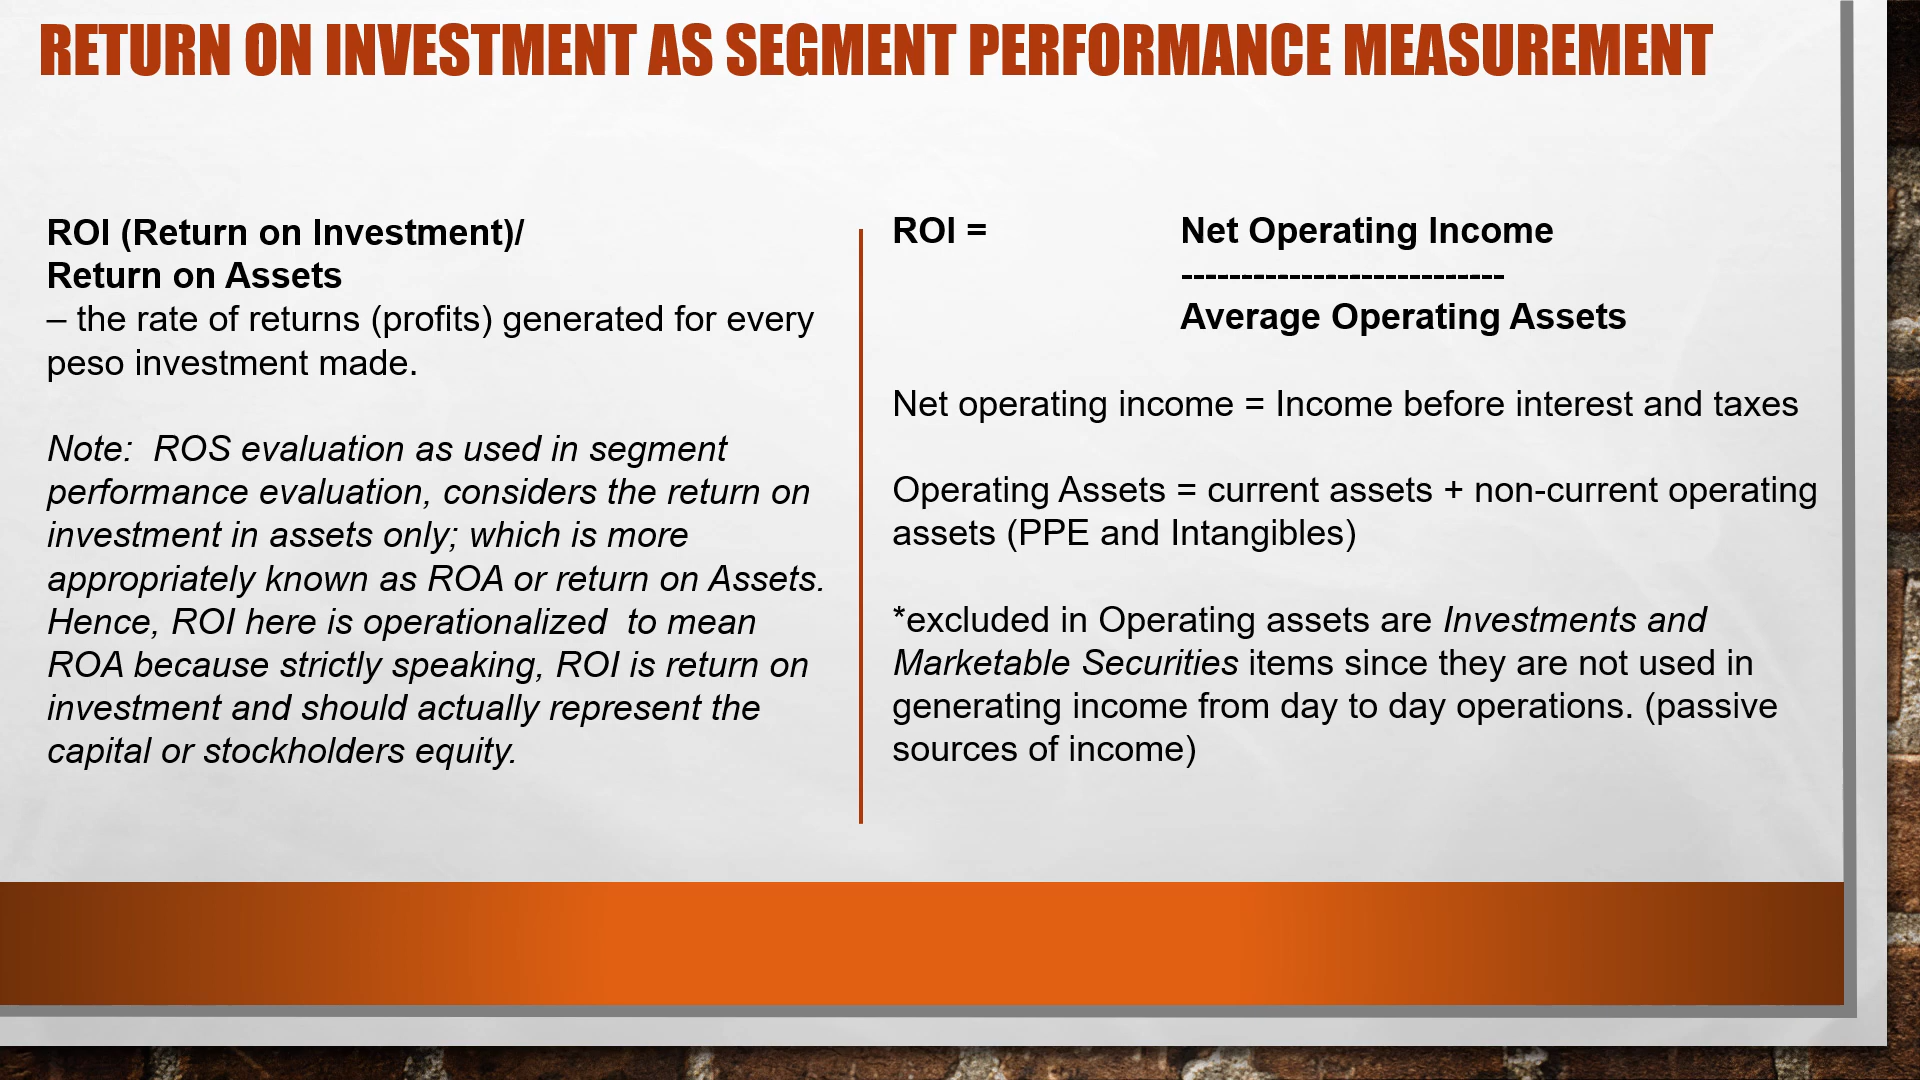 RETURN ON INVESTMENT AS SEGMENT PERFORMANCE MEASUREMENT
ROI (Return on Investment)/
Return on Assets
– the rate of returns (profits) generated for every
peso investment made.
Note:  ROS evaluation as used in segment
performance evaluation, considers the return on
investment in assets only; which is more
appropriately known as ROA or return on Assets.
Hence, ROI here is operationalized  to mean
ROA because strictly speaking, ROI is return on
investment and should actually represent the
capital or stockholders equity.
ROI = Net Operating Income
---------------------------
Average Operating Assets
Net operating income = Income before interest and taxes
Operating Assets = current assets + non-current operating
assets (PPE and Intangibles)
*excluded in Operating assets are Investments and
Marketable Securities items since they are not used in
generating income from day to day operations. (passive
sources of income)